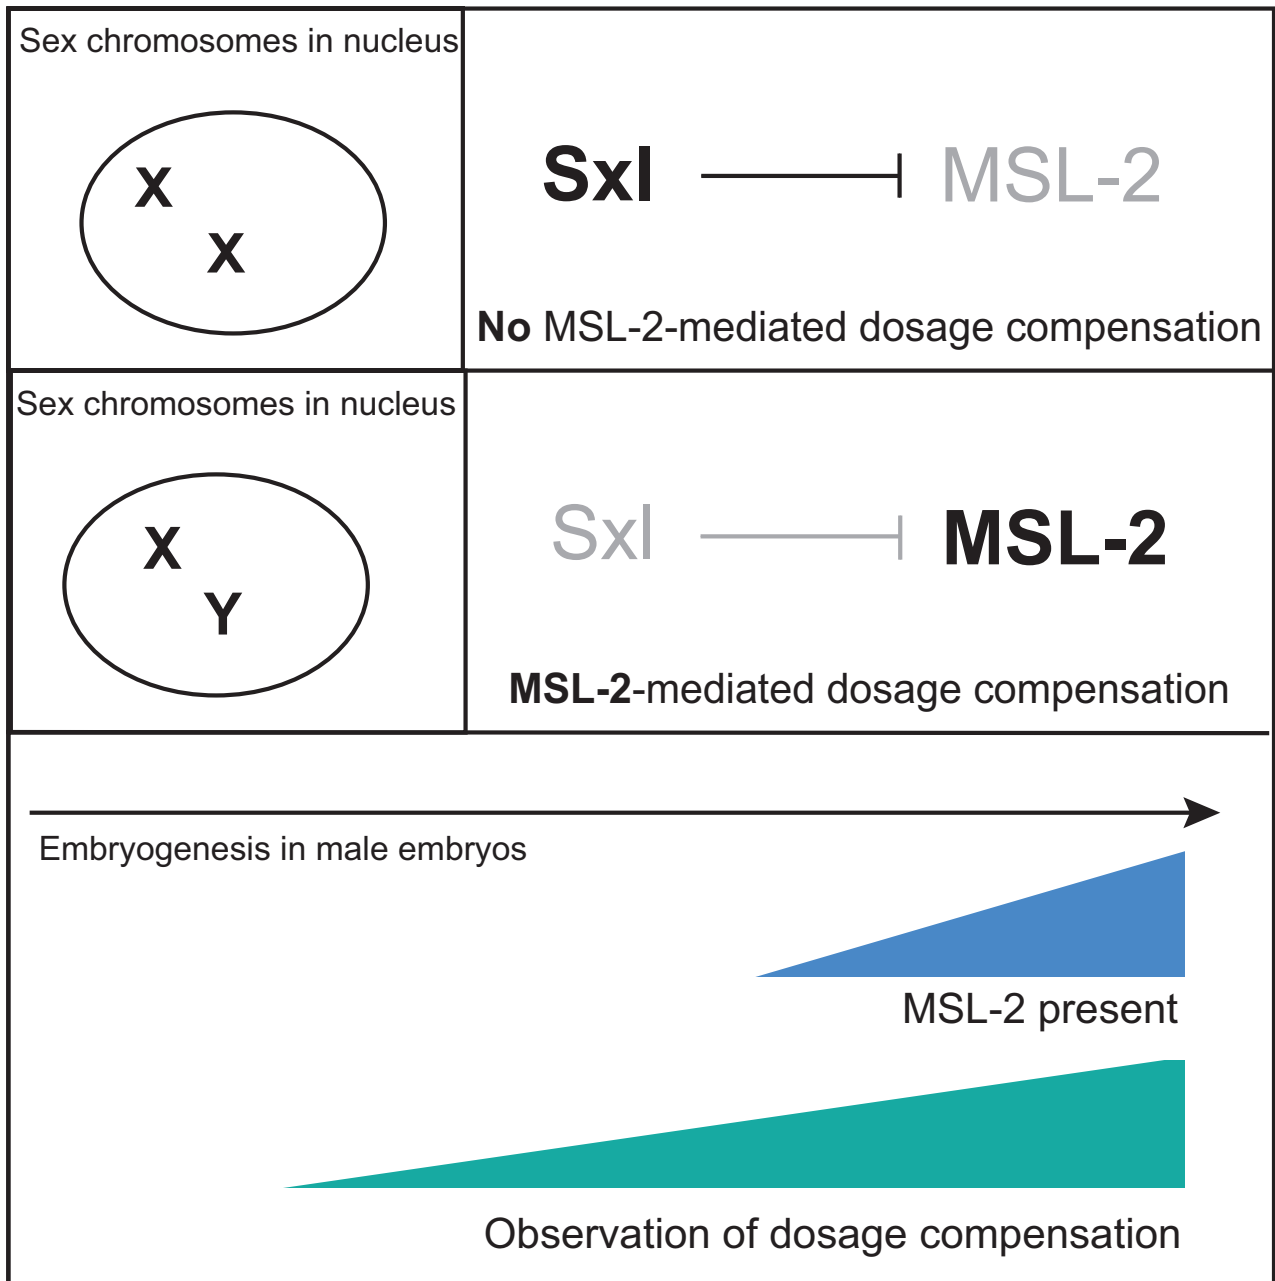 Sex chromosomes in nucleus
X
X
Sxl MSL-2
No MSL-2-mediated dosage compensation
Sex chromosomes in nucleus
X
Y
Sxl MSL-2
MSL-2-mediated dosage compensation
Embryogenesis in male embryos
MSL-2 present
Observation of dosage compensation